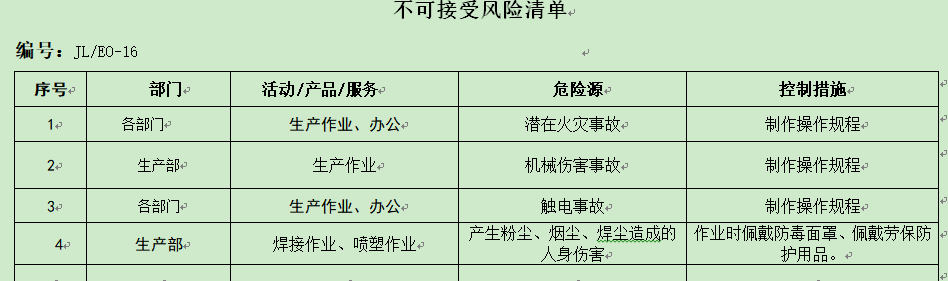 不可接受风险清单
编号：JL/EO-16
序号 部门 活动/产品/服务 危险源 控制措施
1 各部门 生产作业、办公 潜在火灾事故 制作操作规程
2 生产部 生产作业 机械伤害事故 制作操作规程
3 各部门 生产作业、办公 触电事故 制作操作规程
4 生产部 焊接作业、喷塑作业 产生粉尘、烟尘、焊尘造成的
人身伤害 作业时佩戴防毒面罩、佩戴劳保防
护用品。